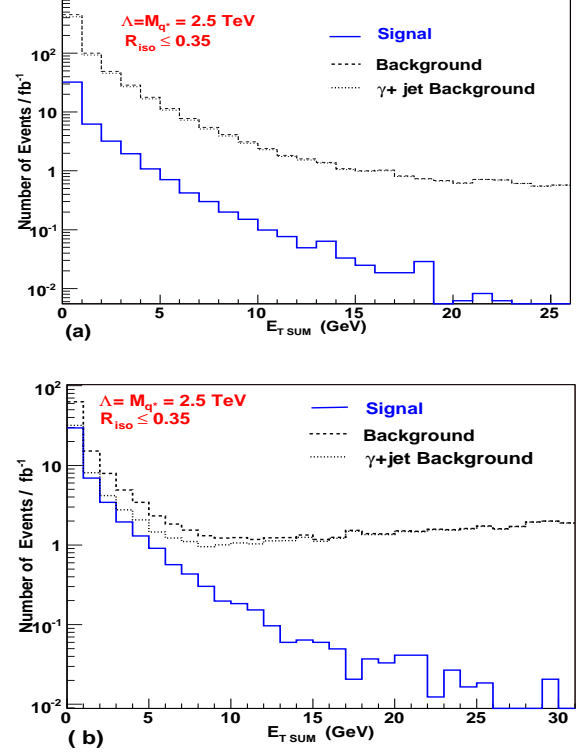 Λ=M_q* = 2.5 TeV
R_iso ≤ 0.35
Signal
Background
γ+ jet Background
Number of Events / fb⁻¹
10²
10
1
10⁻¹
10⁻²
0 5 10 15 20 25
(a)
E_T SUM (GeV)
Λ= M_q* = 2.5 TeV
R_iso ≤ 0.35
Signal
Background
γ+jet Background
Number of Events / fb⁻¹
10²
10
1
10⁻¹
10⁻²
0 5 10 15 20 25 30
( b)
E_T SUM (GeV)